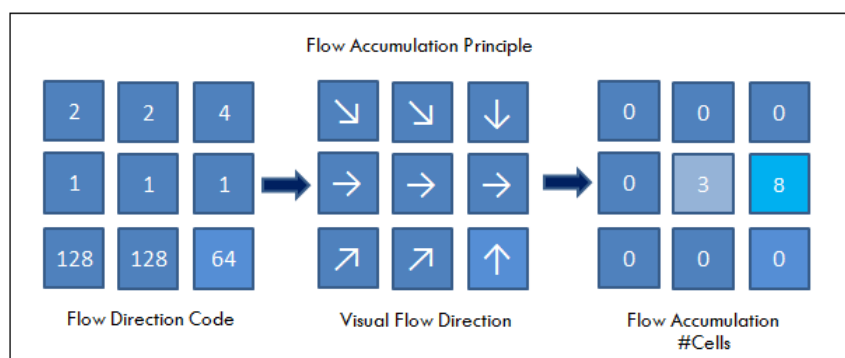 Flow Accumulation Principle
2 2 4
1 1 1
128 128 64
0 0 0
0 3 8
0 0 0
Flow Direction Code
Visual Flow Direction
Flow Accumulation
#Cells